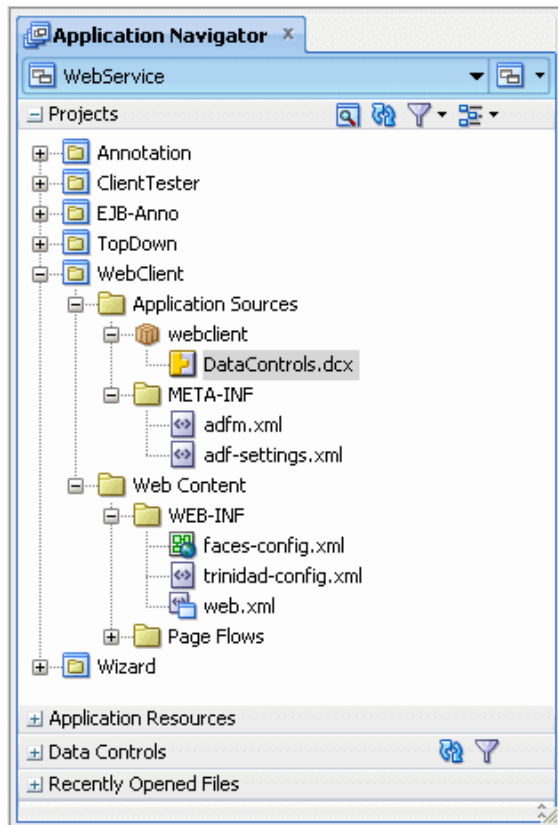 Application Navigator
WebService
Projects
Annotation
ClientTester
EJB-Anno
TopDown
WebClient
Application Sources
webclient
DataControls.dcx
META-INF
adfm.xml
adf-settings.xml
Web Content
WEB-INF
faces-config.xml
trinidad-config.xml
web.xml
Page Flows
Wizard
Application Resources
Data Controls
Recently Opened Files